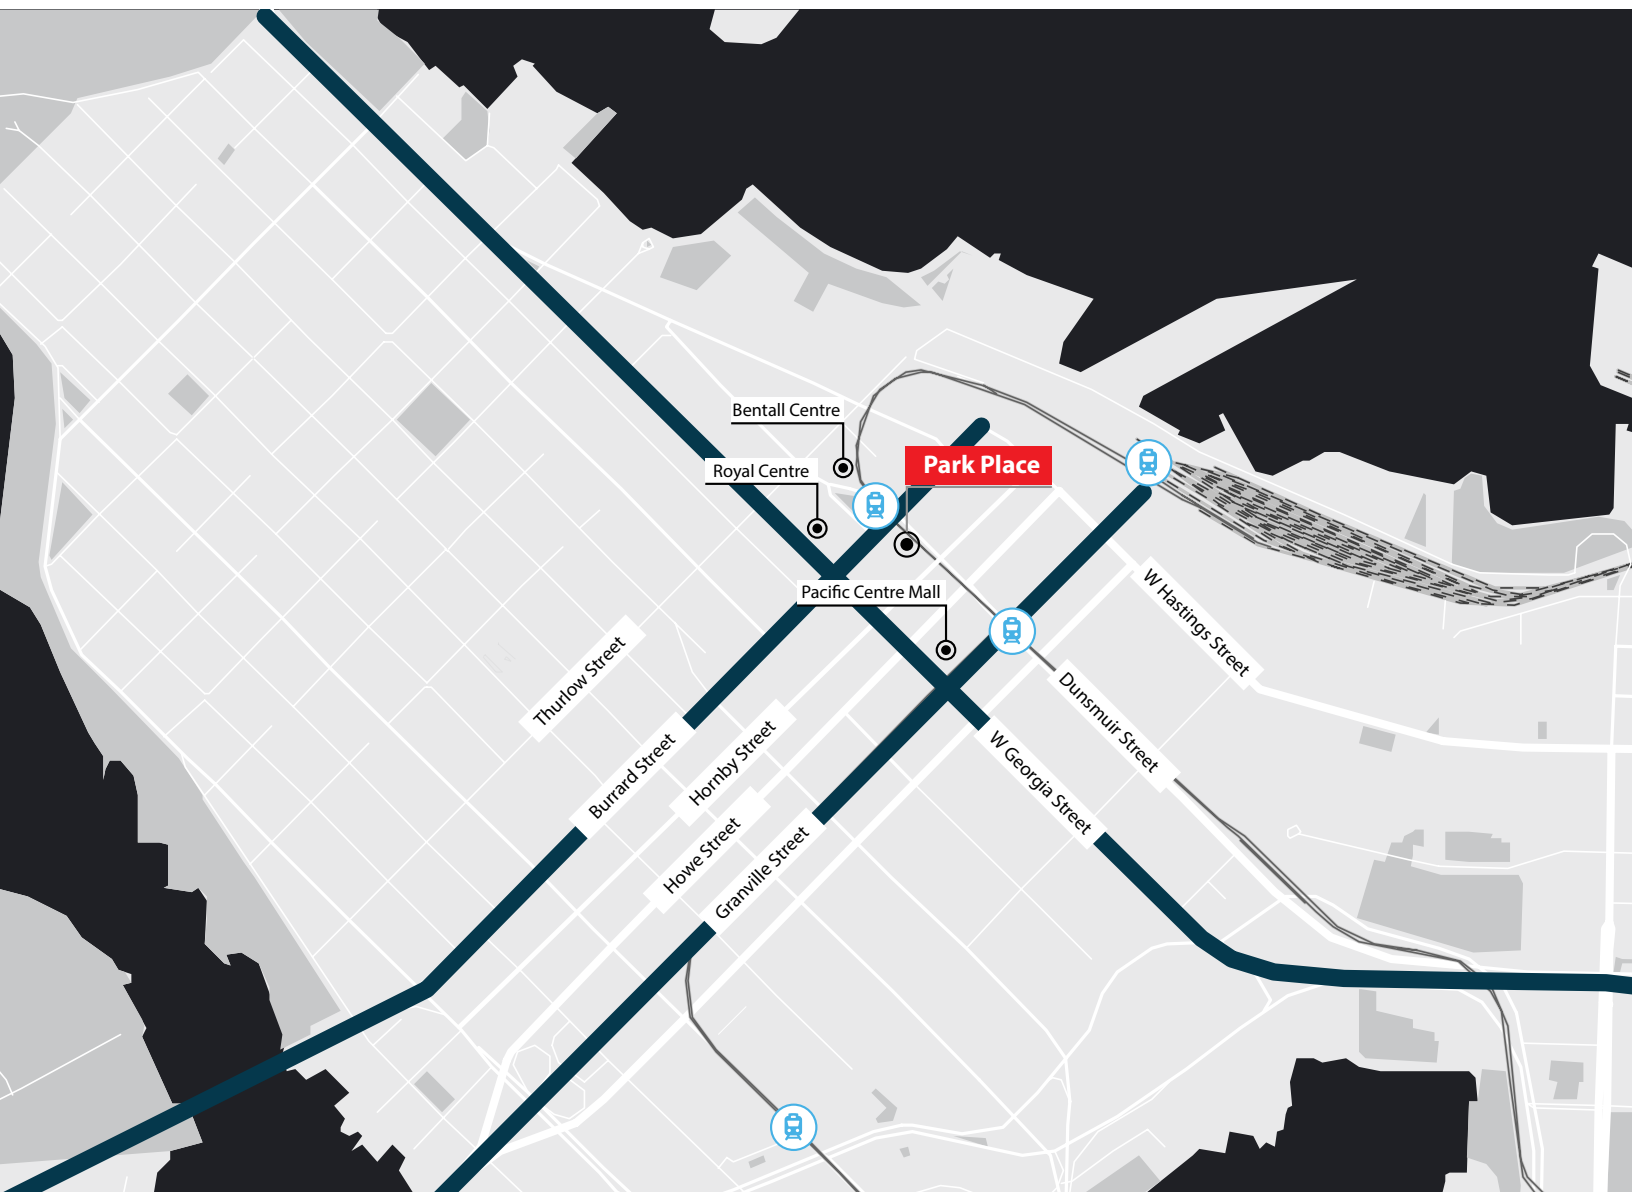 Bentall Centre
Park Place
Royal Centre
Pacific Centre Mall
W Hastings Street
Thurlow Street
Dunsmuir Street
Burrard Street
Hornby Street
W Georgia Street
Howe Street
Granville Street